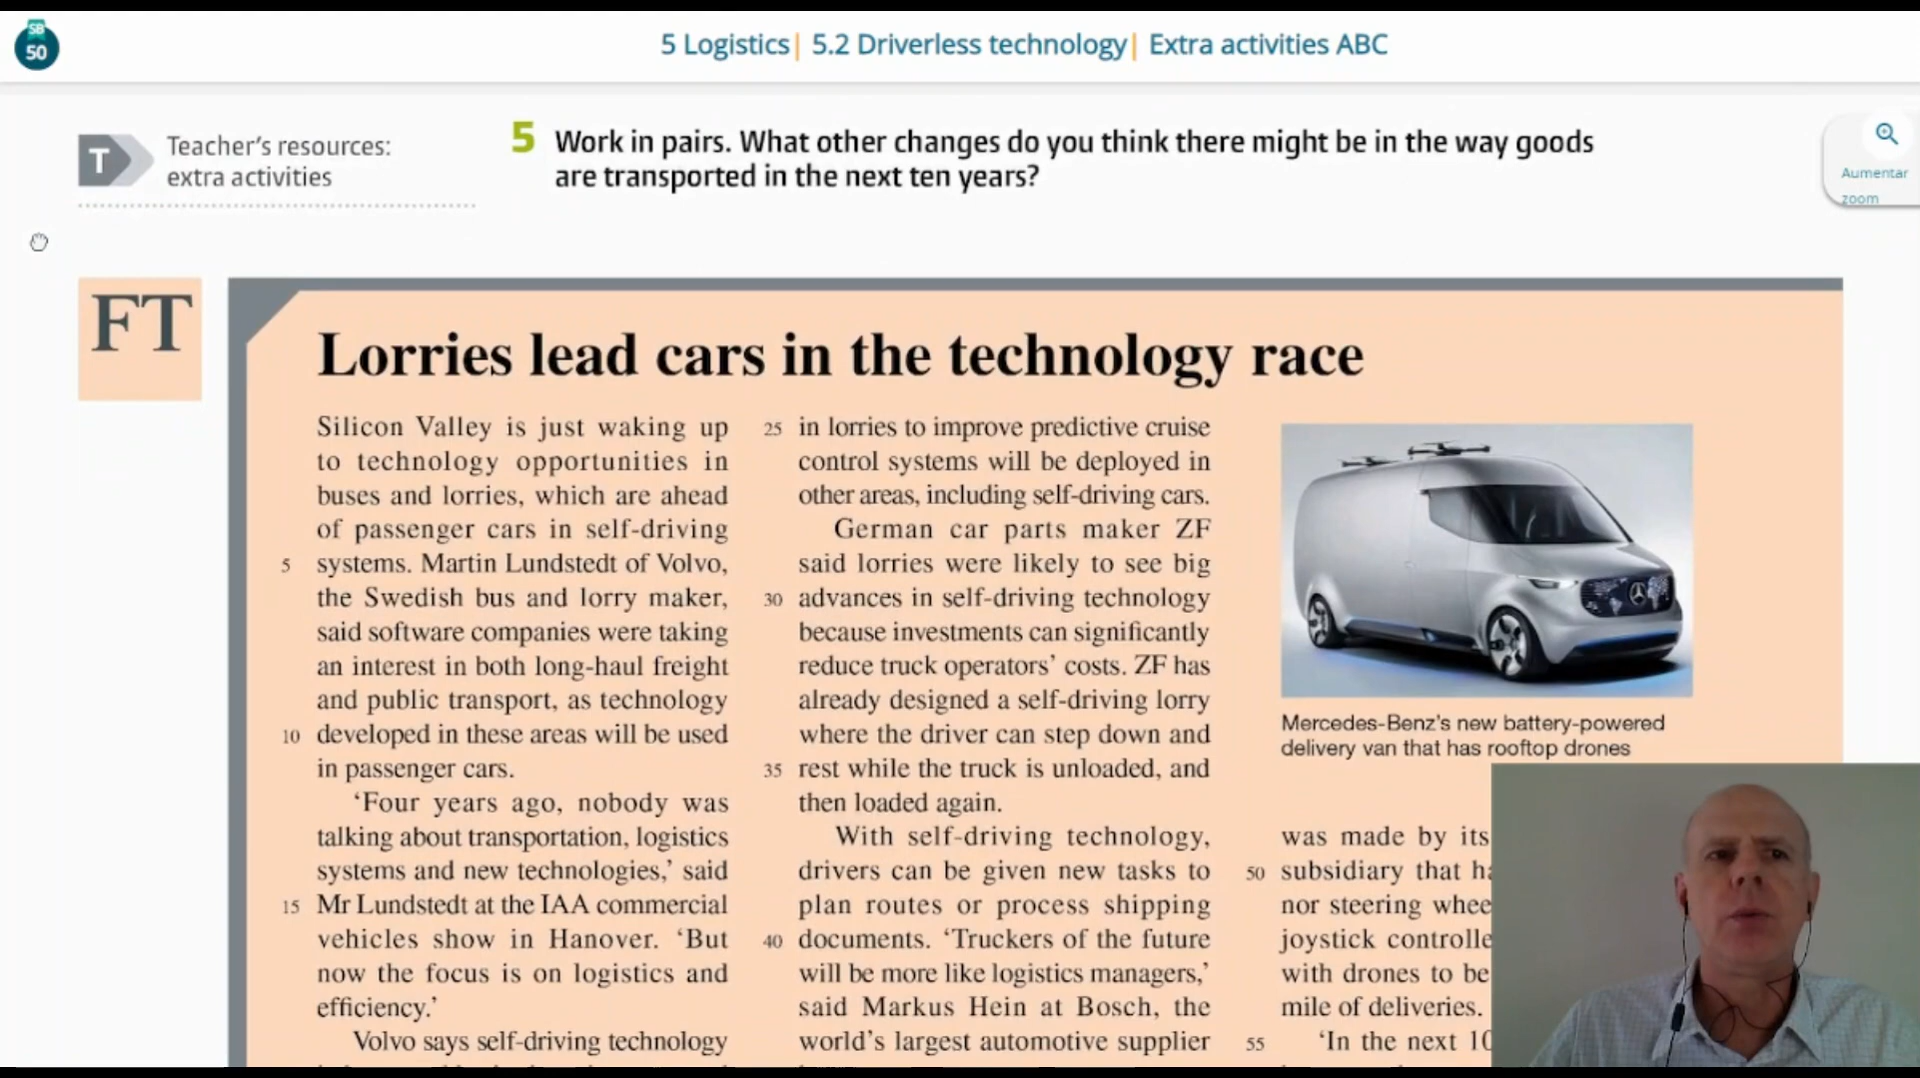 SB
50
5 Logistics| 5.2 Driverless technology| Extra activities ABC
T
Teacher's resources:
extra activities
5 Work in pairs. What other changes do you think there might be in the way goods
are transported in the next ten years?
Aumentar
zoom
FT
Lorries lead cars in the technology race
Silicon Valley is just waking up
to technology opportunities in
buses and lorries, which are ahead
of passenger cars in self-driving
5 systems. Martin Lundstedt of Volvo,
the Swedish bus and lorry maker,
said software companies were taking
an interest in both long-haul freight
and public transport, as technology
10 developed in these areas will be used
in passenger cars.
‘Four years ago, nobody was
talking about transportation, logistics
systems and new technologies,’ said
15 Mr Lundstedt at the IAA commercial
vehicles show in Hanover. ‘But
now the focus is on logistics and
efficiency.’
Volvo says self-driving technology
25 in lorries to improve predictive cruise
control systems will be deployed in
other areas, including self-driving cars.
German car parts maker ZF
said lorries were likely to see big
30 advances in self-driving technology
because investments can significantly
reduce truck operators’ costs. ZF has
already designed a self-driving lorry
where the driver can step down and
35 rest while the truck is unloaded, and
then loaded again.
With self-driving technology,
drivers can be given new tasks to
plan routes or process shipping
40 documents. ‘Truckers of the future
will be more like logistics managers,’
said Markus Hein at Bosch, the
world’s largest automotive supplier
Mercedes-Benz's new battery-powered
delivery van that has rooftop drones
was made by its
50 subsidiary that
nor steering
joystick
with drones to be
mile of deliveries.
55 ‘In the next 10